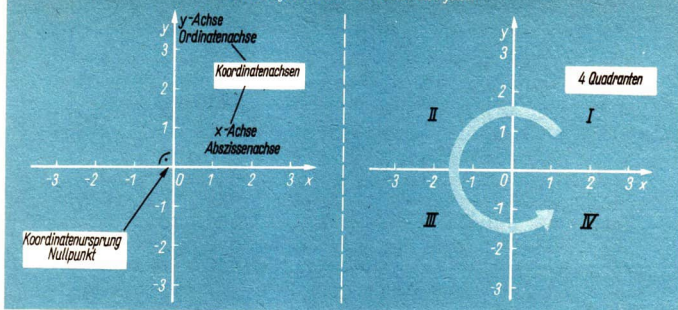 y
y-Achse
Ordinatenachse
3
Koordinatenachsen
2
1
x-Achse
Abszissenachse
-3 -2 -1 0 1 2 3 x
-1
Koordinatenursprung
Nullpunkt
-2
-3
y
3
4 Quadranten
2
II I
1
-3 -2 -1 0 1 2 3 x
-1
III IV
-2
-3